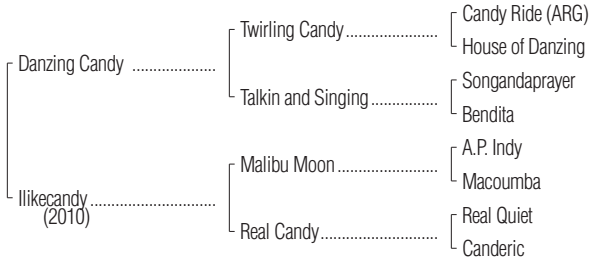 Candy Ride (ARG)
Twirling Candy......................
House of Danzing
Danzing Candy ....................
Songandaprayer
Talkin and Singing................
Bendita
A.P. Indy
Malibu Moon........................
Macoumba
Ilikecandy..............................
(2010)
Real Quiet
Real Candy............................
Canderic